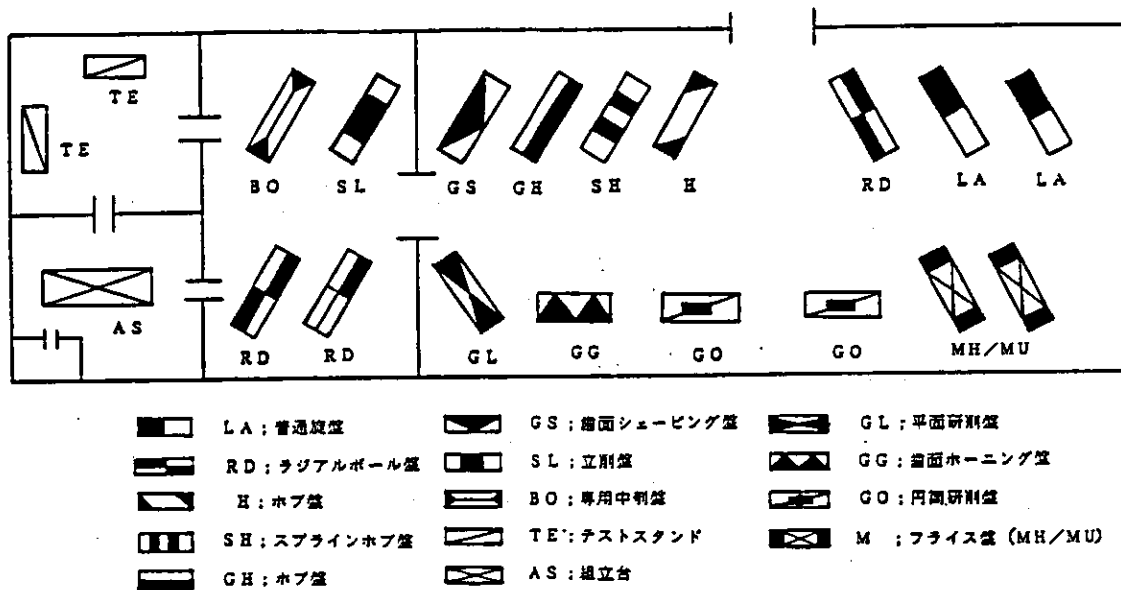 TE
TE
BO
SL
GS
GH
SH
H
RD
LA
LA
AS
RD
RD
GL
GG
GO
GO
MH/MU
LA；普通旋盤
RD；ラジアルボール盤
H；ホブ盤
SH；スプラインホブ盤
GH；ホブ盤
GS；歯面シェービング盤
SL；立削盤
BO；専用中割盤
TE；テストスタンド
AS；組立台
GL；平面研削盤
GG；歯面ホーニング盤
GO；円筒研削盤
M；フライス盤 (MH/MU)